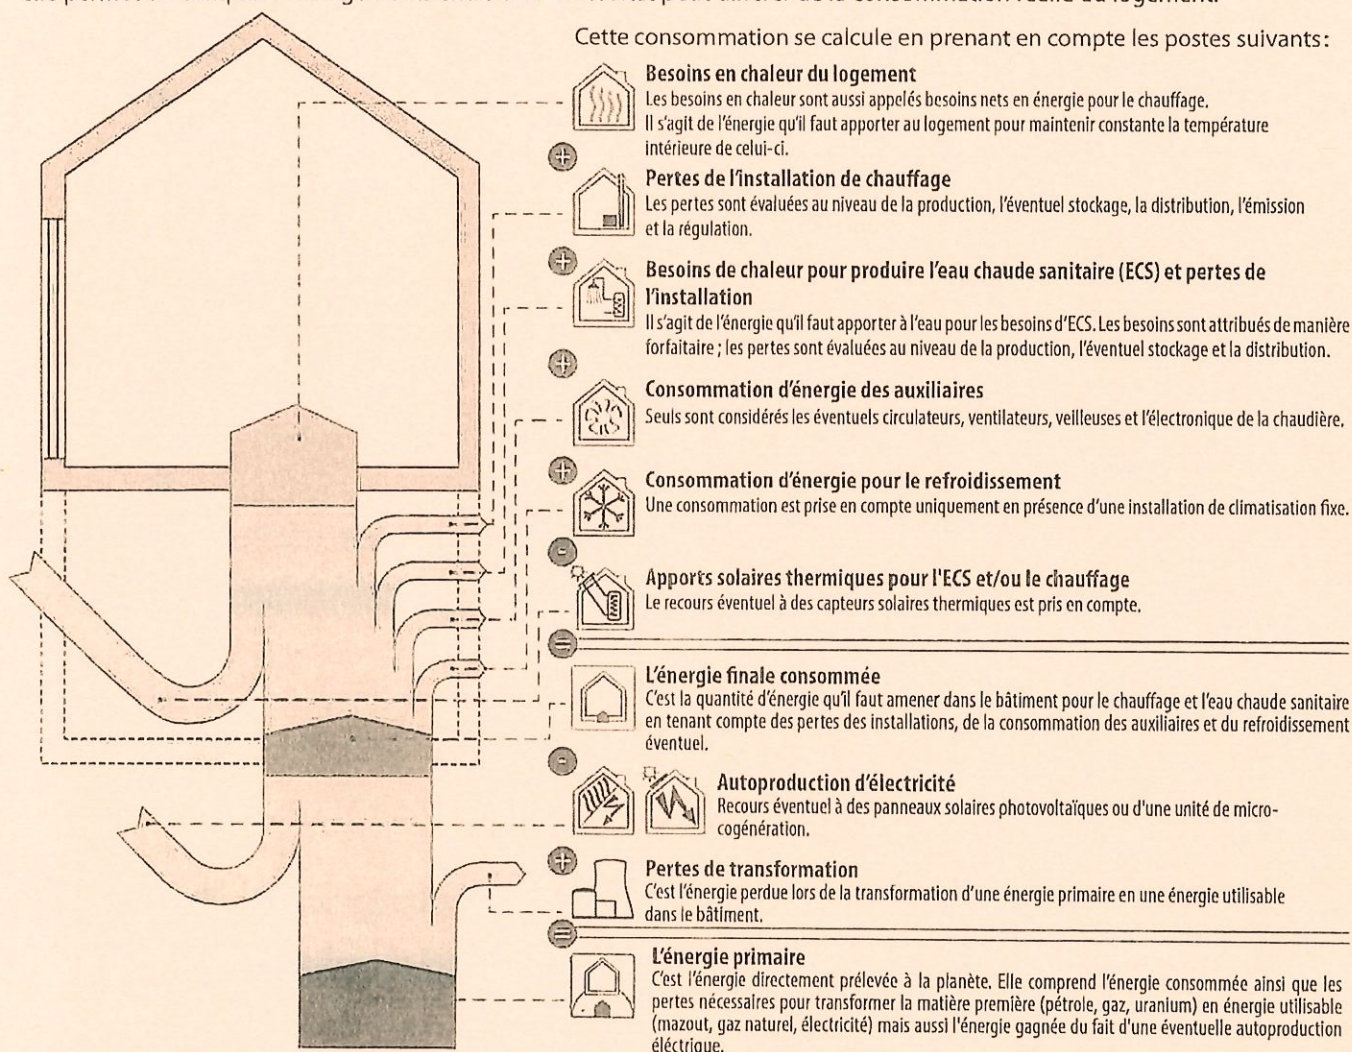 Cette consommation se calcule en prenant en compte les postes suivants:
Besoins en chaleur du logement
Les besoins en chaleur sont aussi appelés besoins nets en énergie pour le chauffage.
Il s'agit de l'énergie qu'il faut apporter au logement pour maintenir constante la température
intérieure de celui-ci.
+
Pertes de l'installation de chauffage
Les pertes sont évaluées au niveau de la production, l'éventuel stockage, la distribution, l'émission
et la régulation.
+
Besoins de chaleur pour produire l'eau chaude sanitaire (ECS) et pertes de
l'installation
Il s'agit de l'énergie qu'il faut apporter à l'eau pour les besoins d'ECS. Les besoins sont attribués de manière
forfaitaire ; les pertes sont évaluées au niveau de la production, l'éventuel stockage et la distribution.
+
Consommation d'énergie des auxiliaires
Seuls sont considérés les éventuels circulateurs, ventilateurs, veilleuses et l'électronique de la chaudière.
+
Consommation d'énergie pour le refroidissement
Une consommation est prise en compte uniquement en présence d'une installation de climatisation fixe.
-
Apports solaires thermiques pour l'ECS et/ou le chauffage
Le recours éventuel à des capteurs solaires thermiques est pris en compte.
=
L'énergie finale consommée
C'est la quantité d'énergie qu'il faut amener dans le bâtiment pour le chauffage et l'eau chaude sanitaire
en tenant compte des pertes des installations, de la consommation des auxiliaires et du refroidissement
éventuel.
-
Autoproduction d'électricité
Recours éventuel à des panneaux solaires photovoltaïques ou d'une unité de micro-
cogénération.
+
Pertes de transformation
C'est l'énergie perdue lors de la transformation d'une énergie primaire en une énergie utilisable
dans le bâtiment.
=
L'énergie primaire
C'est l'énergie directement prélevée à la planète. Elle comprend l'énergie consommée ainsi que les
pertes nécessaires pour transformer la matière première (pétrole, gaz, uranium) en énergie utilisable
(mazout, gaz naturel, électricité) mais aussi l'énergie gagnée du fait d'une éventuelle autoproduction
éléctrique.